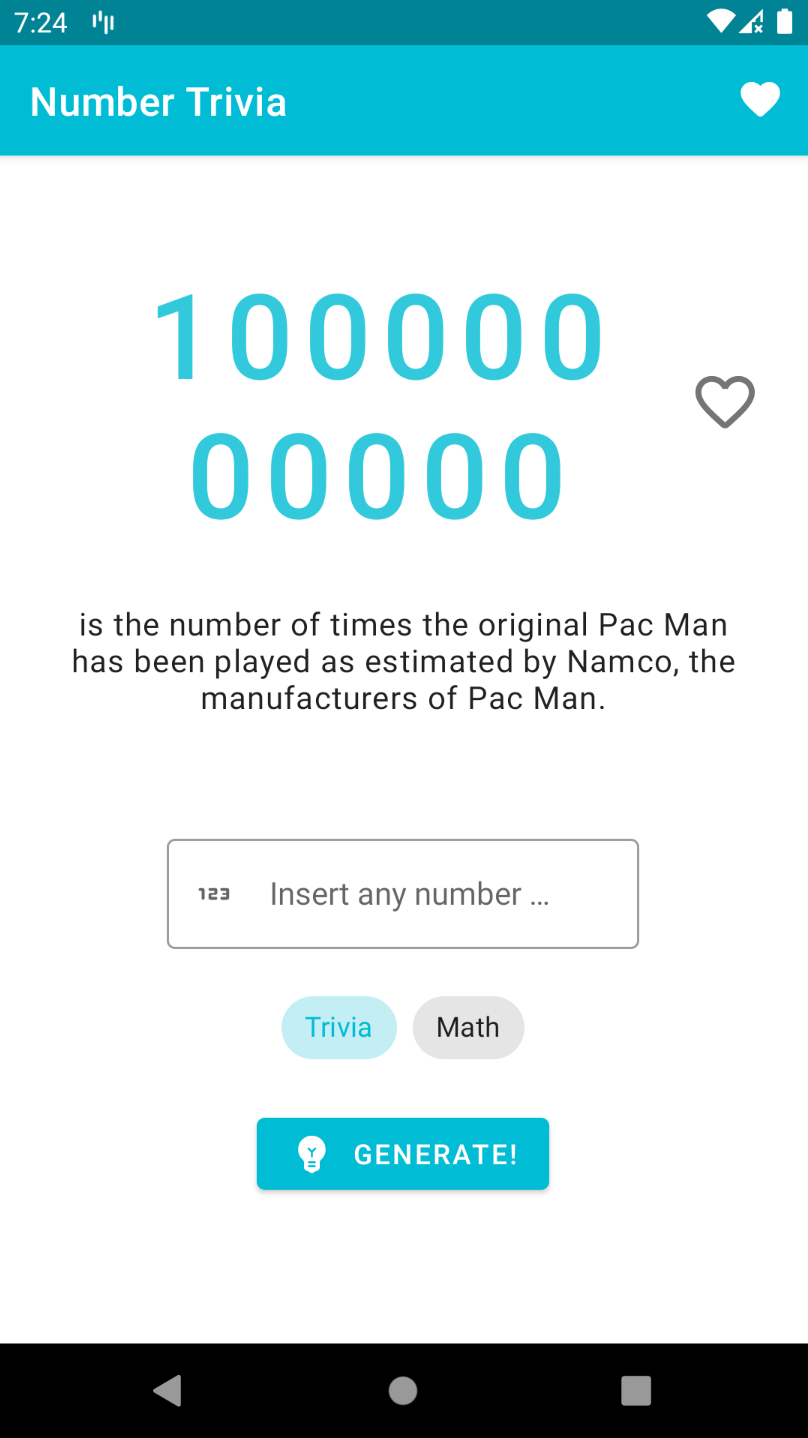 7:24
Number Trivia
100000
00000
is the number of times the original Pac Man
has been played as estimated by Namco, the
manufacturers of Pac Man.
123
Insert any number ...
Trivia
Math
GENERATE!